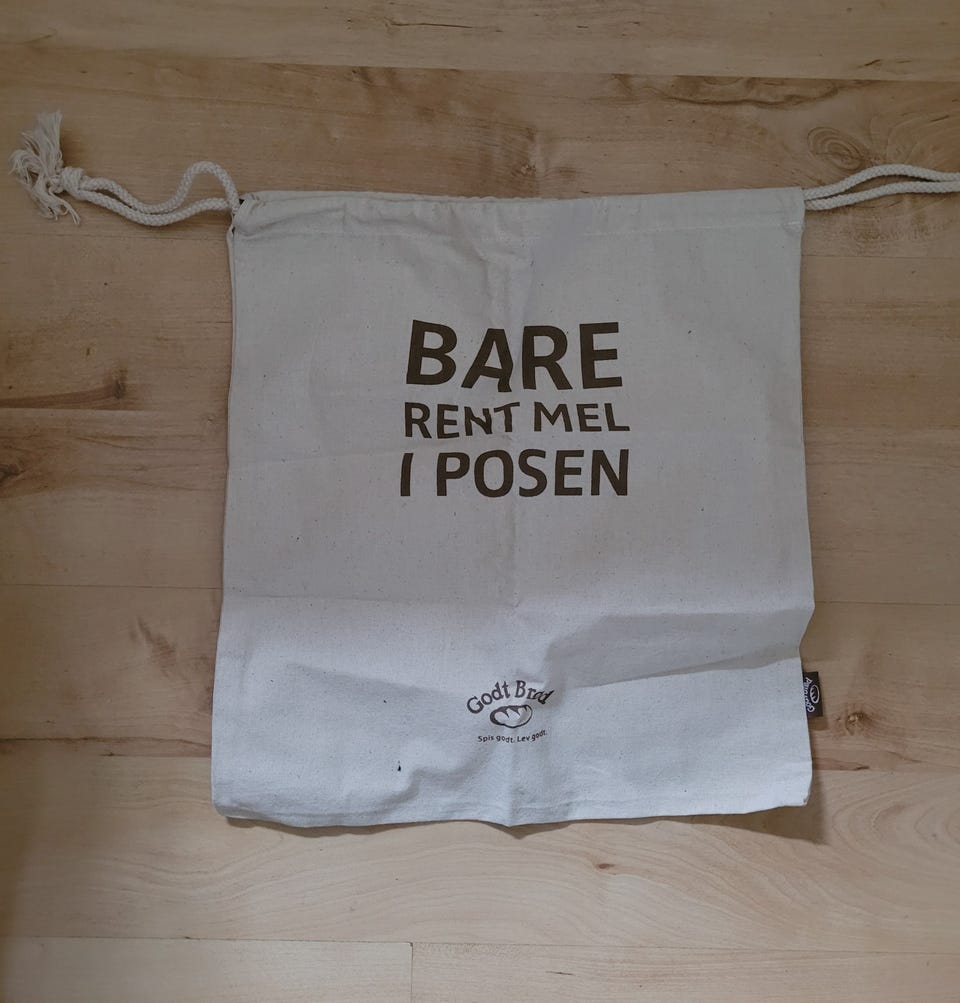 BARE
RENT MEL
I POSEN
Godt Brød
Spis godt. Lev godt.